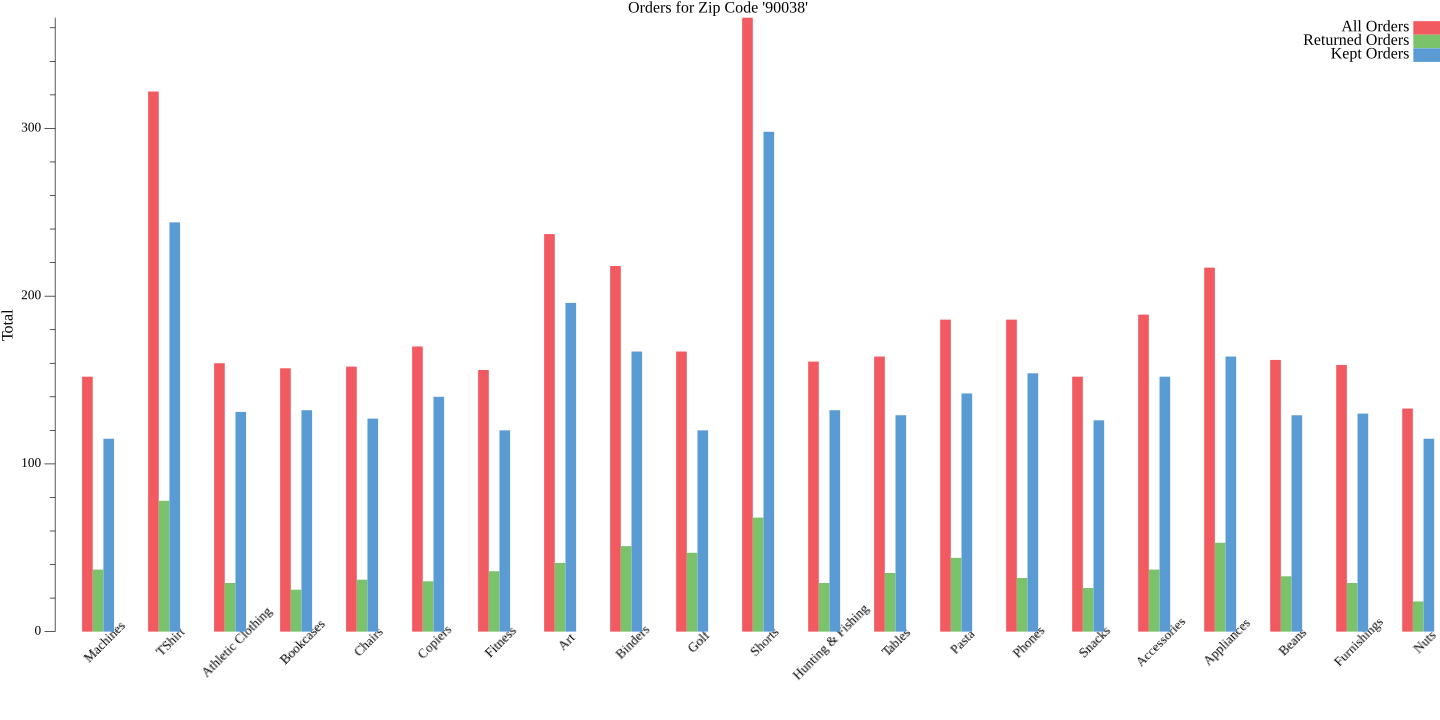 Orders for Zip Code '90038'
All Orders
Returned Orders
Kept Orders
Total
300
200
100
0
Machines
TShirt
Athletic Clothing
Bookcases
Chairs
Copiers
Fitness
Art
Binders
Golf
Shorts
Hunting & Fishing
Tables
Pasta
Phones
Snacks
Accessories
Appliances
Beans
Furnishings
Nuts